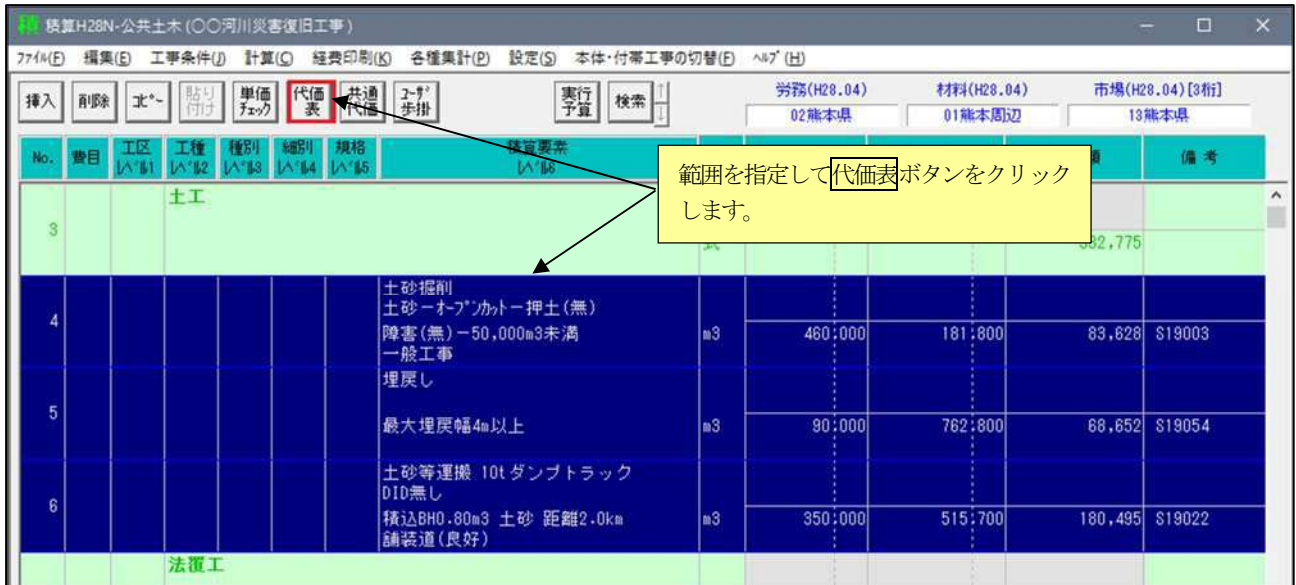 積 積算H28N-公共土木(〇〇河川災害復旧工事)
ﾌｧｲﾙ(F) 編集(E) 工事条件(J) 計算(C) 経費印刷(K) 各種集計(P) 設定(S) 本体･付帯工事の切替(F) ﾍﾙﾌﾟ(H)
挿入 削除 ｺﾋﾟｰ 貼り付け 単価ﾁｪｯｸ 代価表 共通代価 ﾕｰｻﾞ歩掛 実行予算 検索
労務(H28.04) 材料(H28.04) 市場(H28.04)[3桁]
02熊本県 01熊本周辺 13熊本県
No. 費目 工区ﾚﾍﾞﾙ1 工種ﾚﾍﾞﾙ2 種別ﾚﾍﾞﾙ3 細別ﾚﾍﾞﾙ4 規格ﾚﾍﾞﾙ5 積算要素ﾚﾍﾞﾙ6 備考
範囲を指定して代価表ボタンをクリック
します。
土工
3
式 382,775
土砂掘削
土砂－ｵｰﾌﾟﾝｶｯﾄ－押土(無)
4 障害(無)－50,000m3未満 m3 460.000 181.800 83,628 S19003
一般工事
埋戻し
5 最大埋戻幅4m以上 m3 90.000 762.800 68,652 S19054
土砂等運搬 10tダンプトラック
DID無し
6 積込BH0.80m3 土砂 距離2.0km m3 350.000 515.700 180,495 S19022
舗装道(良好)
法覆工